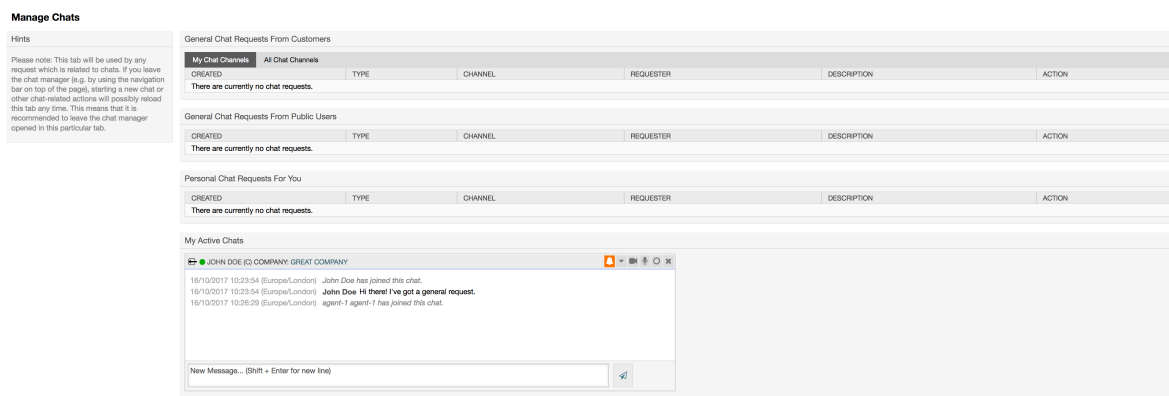 Manage Chats
Hints
Please note: This tab will be used by any
request which is related to chats. If you leave
the chat manager (e.g. by using the navigation
bar on top of the page), starting a new chat or
other chat-related actions will possibly reload
this tab any time. This means that it is
recommended to leave the chat manager
opened in this particular tab.
General Chat Requests From Customers
My Chat Channels All Chat Channels
CREATED TYPE CHANNEL REQUESTER DESCRIPTION ACTION
There are currently no chat requests.
General Chat Requests From Public Users
CREATED TYPE CHANNEL REQUESTER DESCRIPTION ACTION
There are currently no chat requests.
Personal Chat Requests For You
CREATED TYPE CHANNEL REQUESTER DESCRIPTION ACTION
There are currently no chat requests.
My Active Chats
JOHN DOE (C) COMPANY: GREAT COMPANY
16/10/2017 10:23:54 (Europe/London) John Doe has joined this chat.
16/10/2017 10:23:54 (Europe/London) John Doe Hi there! I've got a general request.
16/10/2017 10:26:29 (Europe/London) agent-1 agent-1 has joined this chat.
New Message... (Shift + Enter for new line)